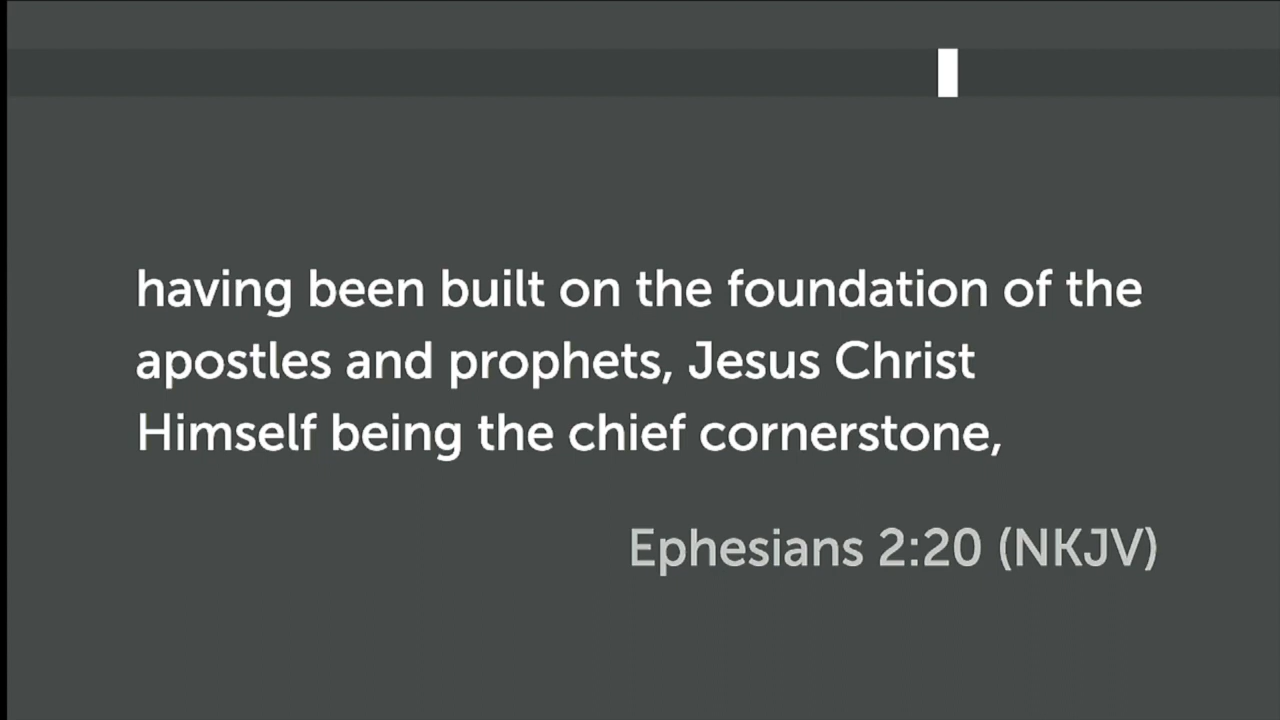 having been built on the foundation of the
apostles and prophets, Jesus Christ
Himself being the chief cornerstone,
Ephesians 2:20 (NKJV)